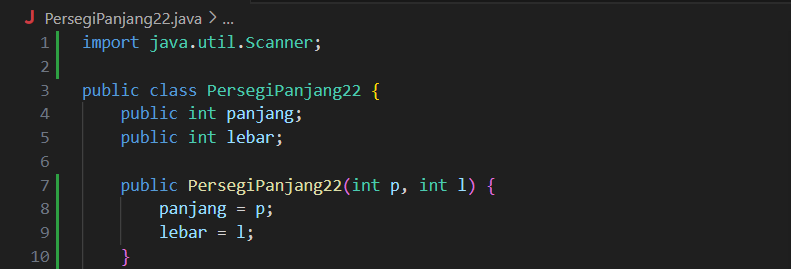 J PersegiPanjang22.java > ...
1 import java.util.Scanner;
2
3 public class PersegiPanjang22 {
4     public int panjang;
5     public int lebar;
6
7     public PersegiPanjang22(int p, int l) {
8         panjang = p;
9         lebar = l;
10     }